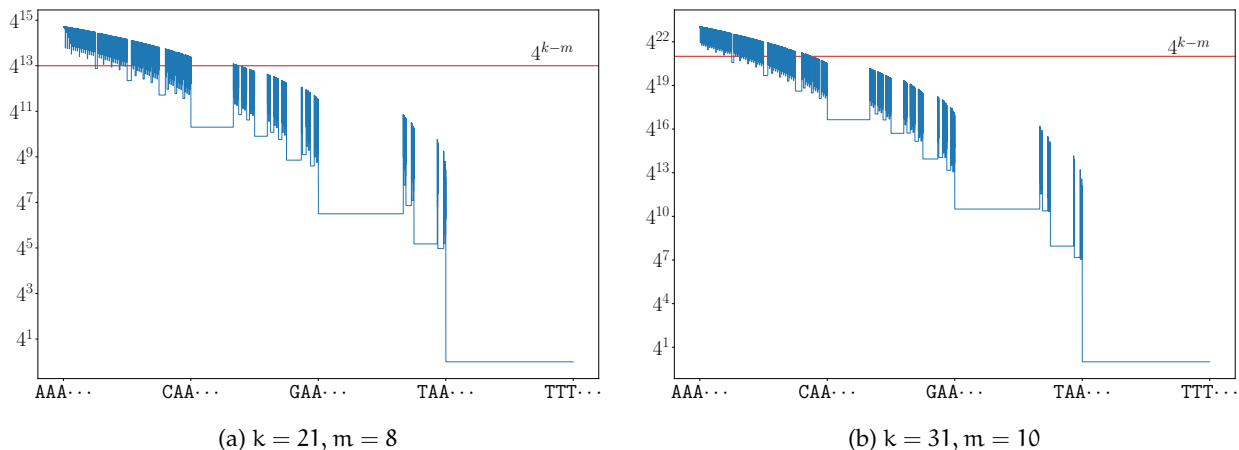 4^15
4^13
4^11
4^9
4^7
4^5
4^3
4^1
4^{k−m}
AAA··· CAA··· GAA··· TAA··· TTT···
(a) k = 21, m = 8
4^22
4^19
4^16
4^13
4^10
4^7
4^4
4^1
4^{k−m}
AAA··· CAA··· GAA··· TAA··· TTT···
(b) k = 31, m = 10